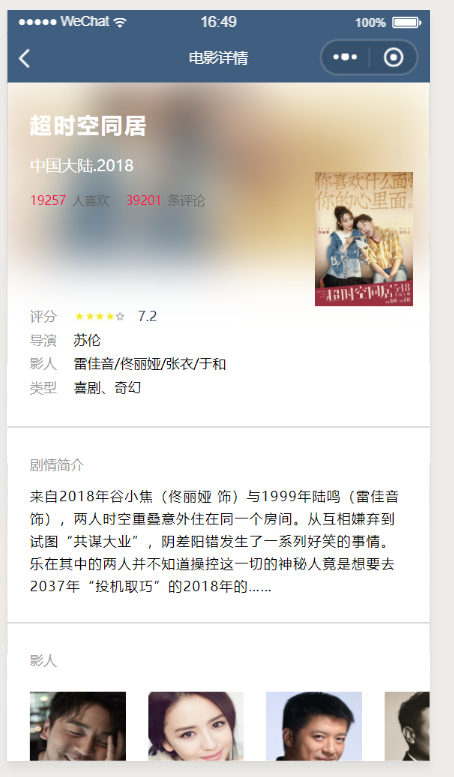 WeChat 16:49 100%
电影详情
超时空同居
中国大陆.2018
19257 人喜欢 39201 条评论
你喜欢什么面
你的心里面。
超时空同居
5·18
评分 7.2
导演 苏伦
影人 雷佳音/佟丽娅/张衣/于和
类型 喜剧、奇幻
剧情简介
来自2018年谷小焦（佟丽娅 饰）与1999年陆鸣（雷佳音
饰），两人时空重叠意外住在同一个房间。从互相嫌弃到
试图“共谋大业”，阴差阳错发生了一系列好笑的事情。
乐在其中的两人并不知道操控这一切的神秘人竟是想要去
2037年“投机取巧”的2018年的......
影人